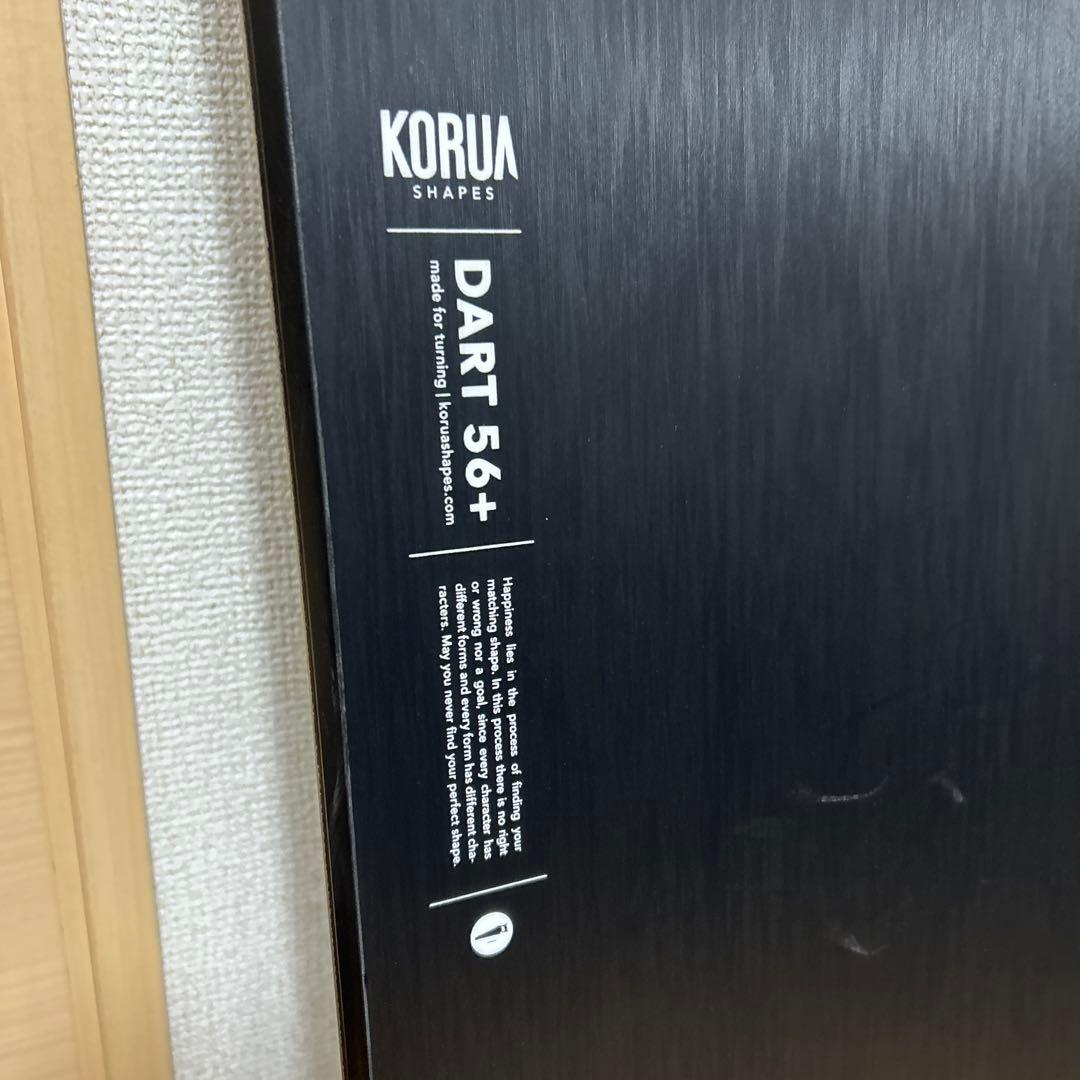 KORUA
SHAPES
DART 56+
made for turning | koruashapes.com
Happiness lies in the process of finding your
matching shape. In this process there is no right
or wrong nor a goal, since every character has
different forms and every form has different cha-
racters. May you never find your perfect shape.